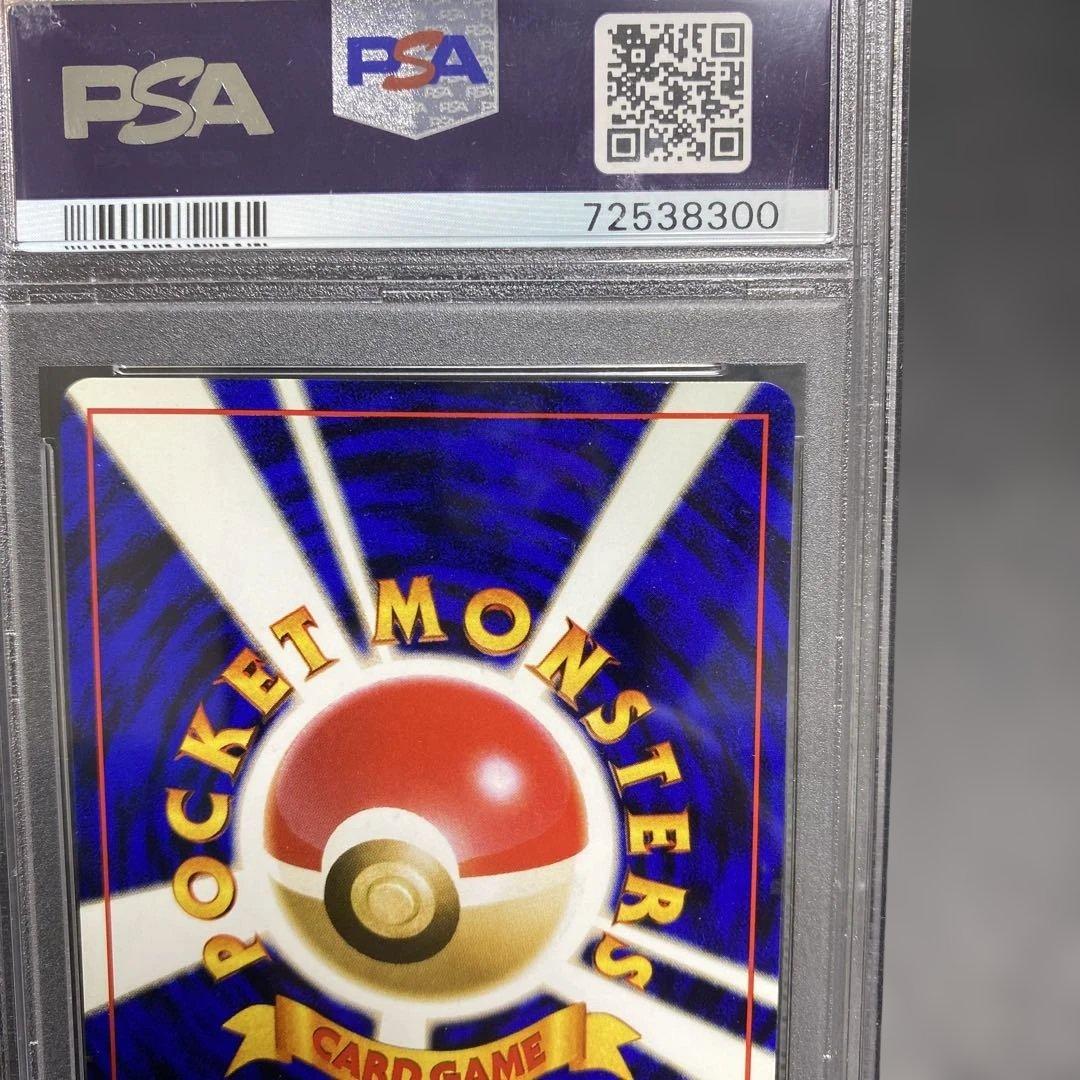 PSA
PSA
72538300
POCKET MONSTERS
CARD GAME